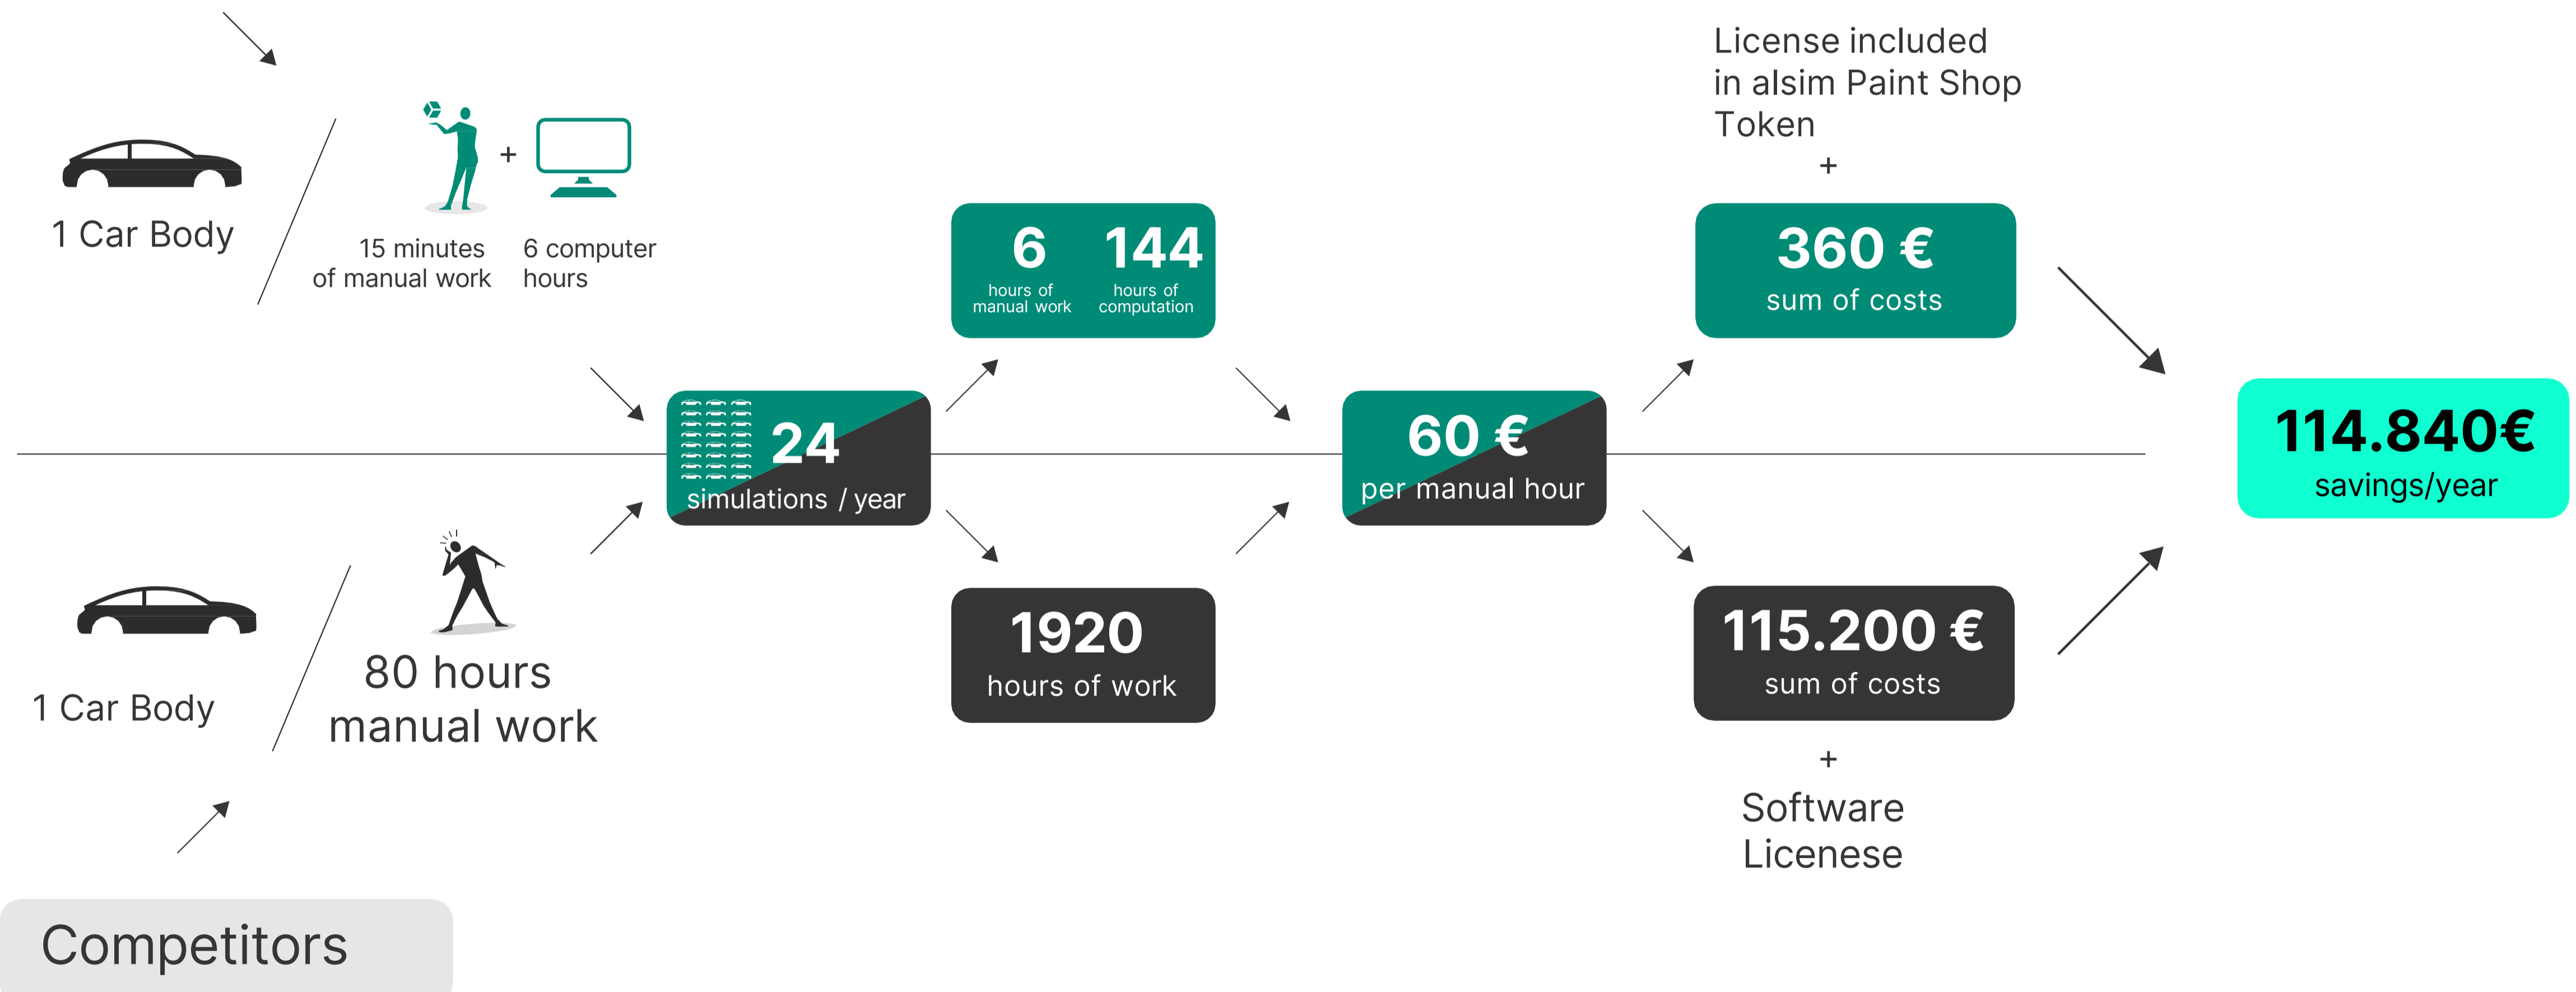 License included
in alsim Paint Shop
Token
+
1 Car Body
+
15 minutes
of manual work
6 computer
hours
6
hours of
manual work
144
hours of
computation
360 €
sum of costs
24
simulations / year
60 €
per manual hour
114.840€
savings/year
1 Car Body
80 hours
manual work
1920
hours of work
115.200 €
sum of costs
+
Software
Licenese
Competitors